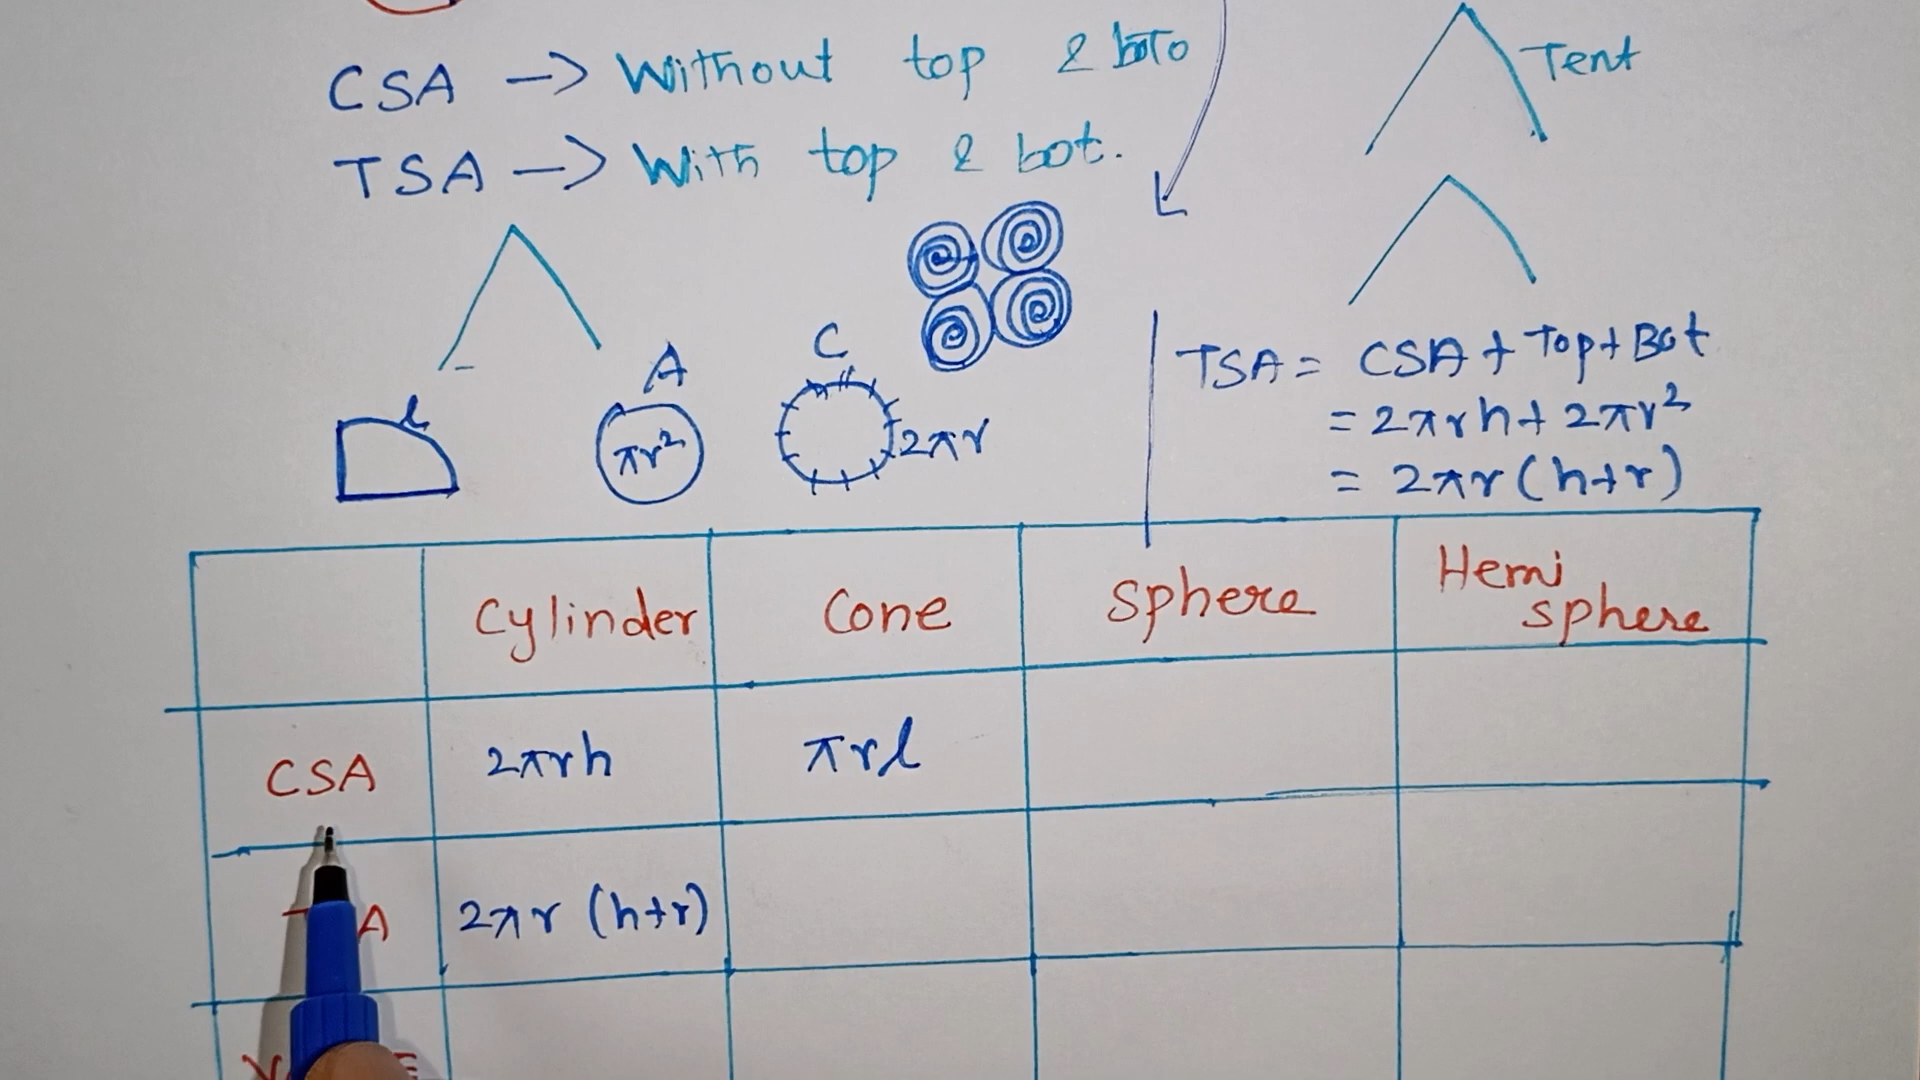 CSA -> Without top & boto
TSA -> With top & bot.
Tent
l
A
πr²
C
2πr
TSA = CSA + Top + Bot
= 2πrh + 2πr²
= 2πr (h+r)
Cylinder Cone Sphere Hemi sphere
CSA 2πrh πrl
2πr (h+r)